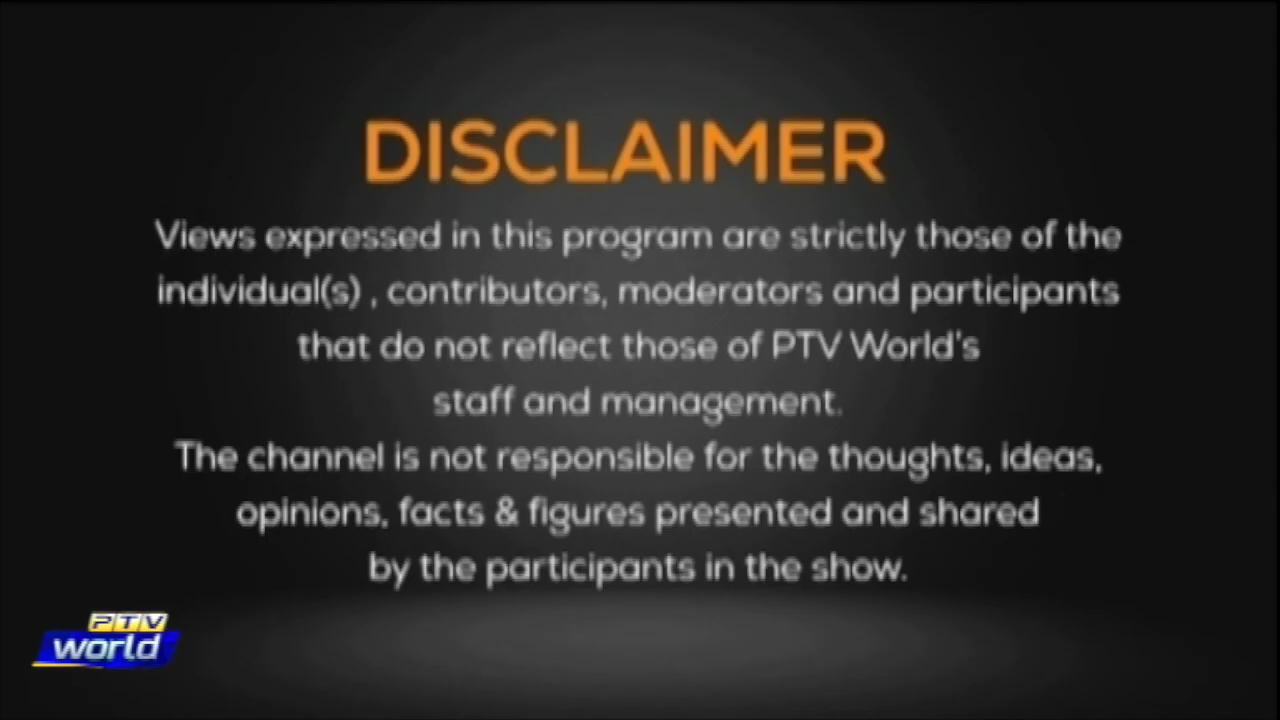 DISCLAIMER
Views expressed in this program are strictly those of the
individual(s) , contributors, moderators and participants
that do not reflect those of PTV World's
staff and management.
The channel is not responsible for the thoughts, ideas,
opinions, facts & figures presented and shared
by the participants in the show.
PTV
world